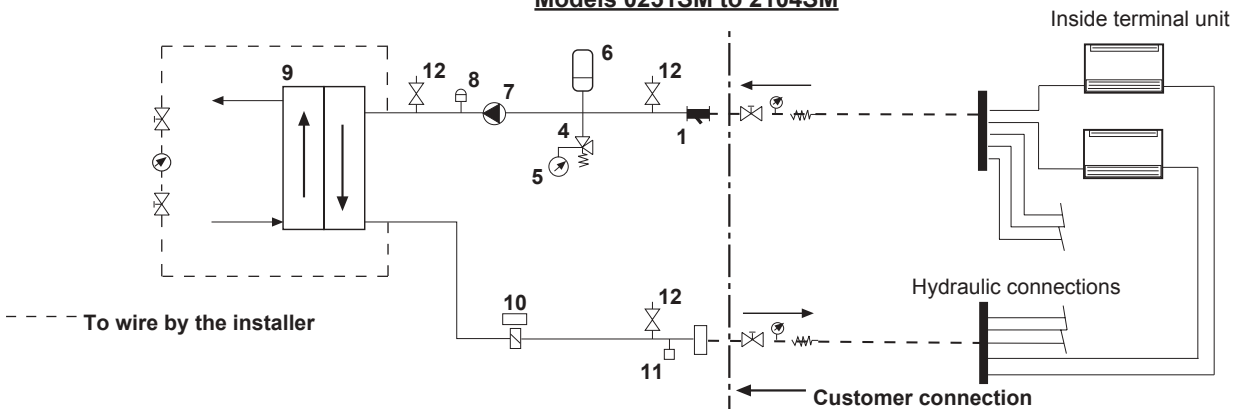 Models 0251SM to 2104SM
Inside terminal unit
6
9
12
8
7
12
4
1
5
Hydraulic connections
10
12
To wire by the installer
11
Customer connection